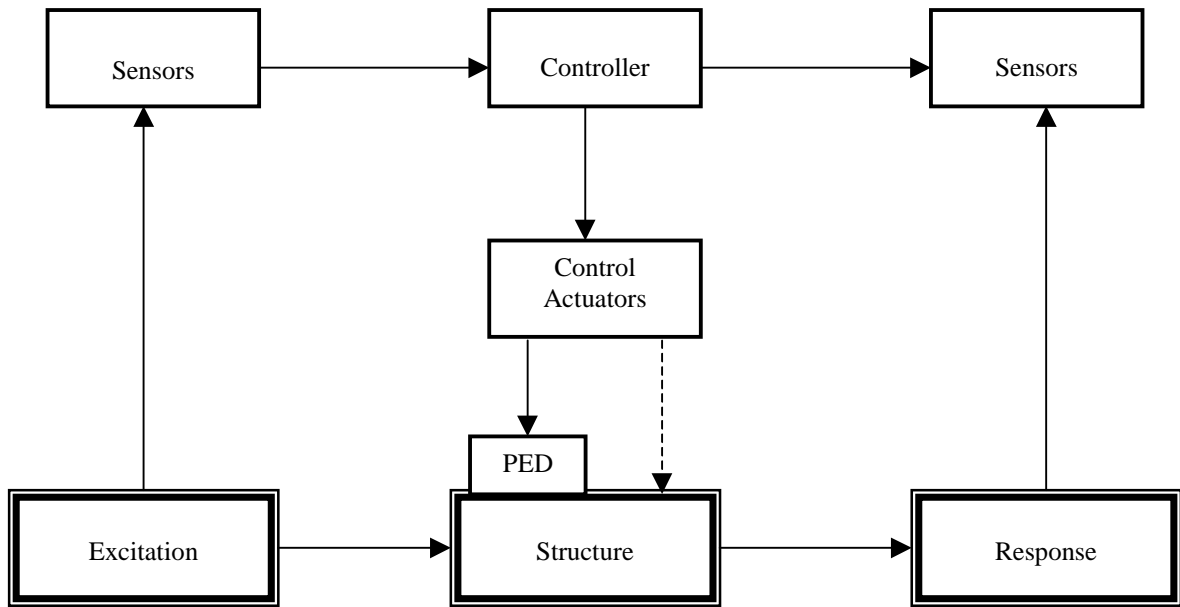 Sensors
Controller
Sensors
Control
Actuators
PED
Excitation
Structure
Response